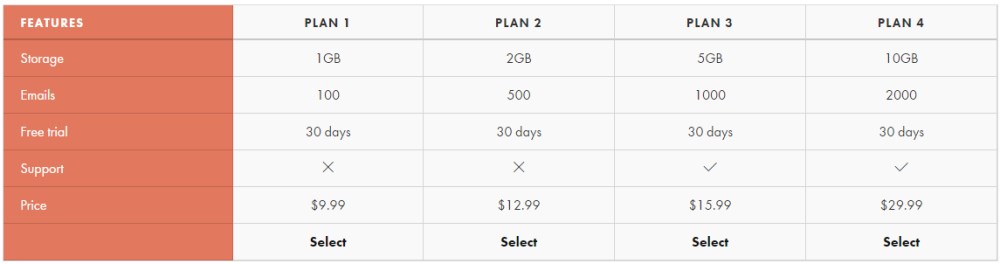 FEATURES PLAN 1 PLAN 2 PLAN 3 PLAN 4
Storage 1GB 2GB 5GB 10GB
Emails 100 500 1000 2000
Free trial 30 days 30 days 30 days 30 days
Support
Price $9.99 $12.99 $15.99 $29.99
Select Select Select Select